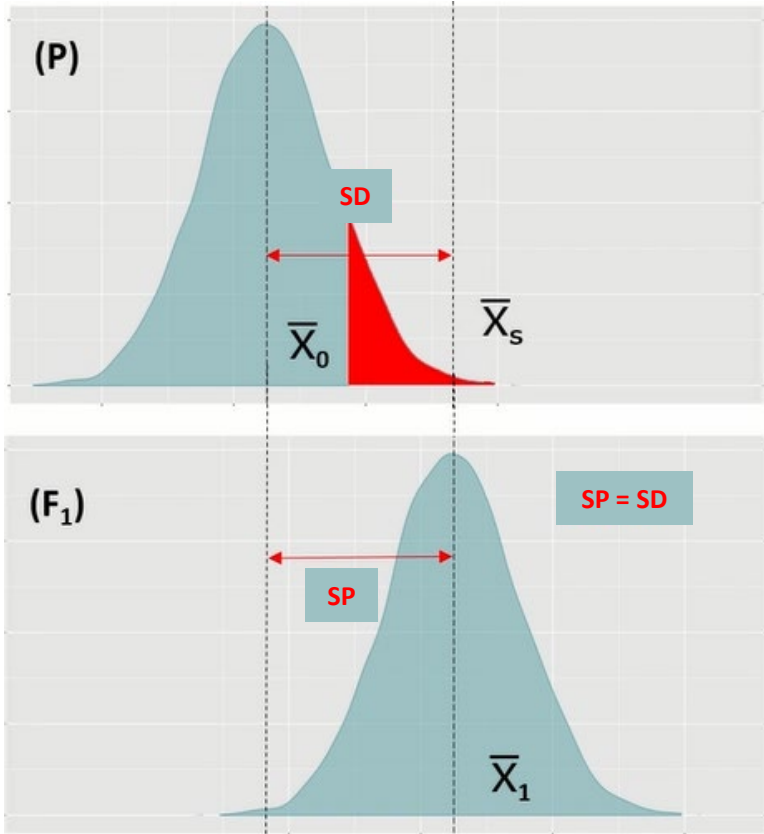 (P)
SD
X̅₀
X̅ₛ
(F₁)
SP = SD
SP
X̅₁